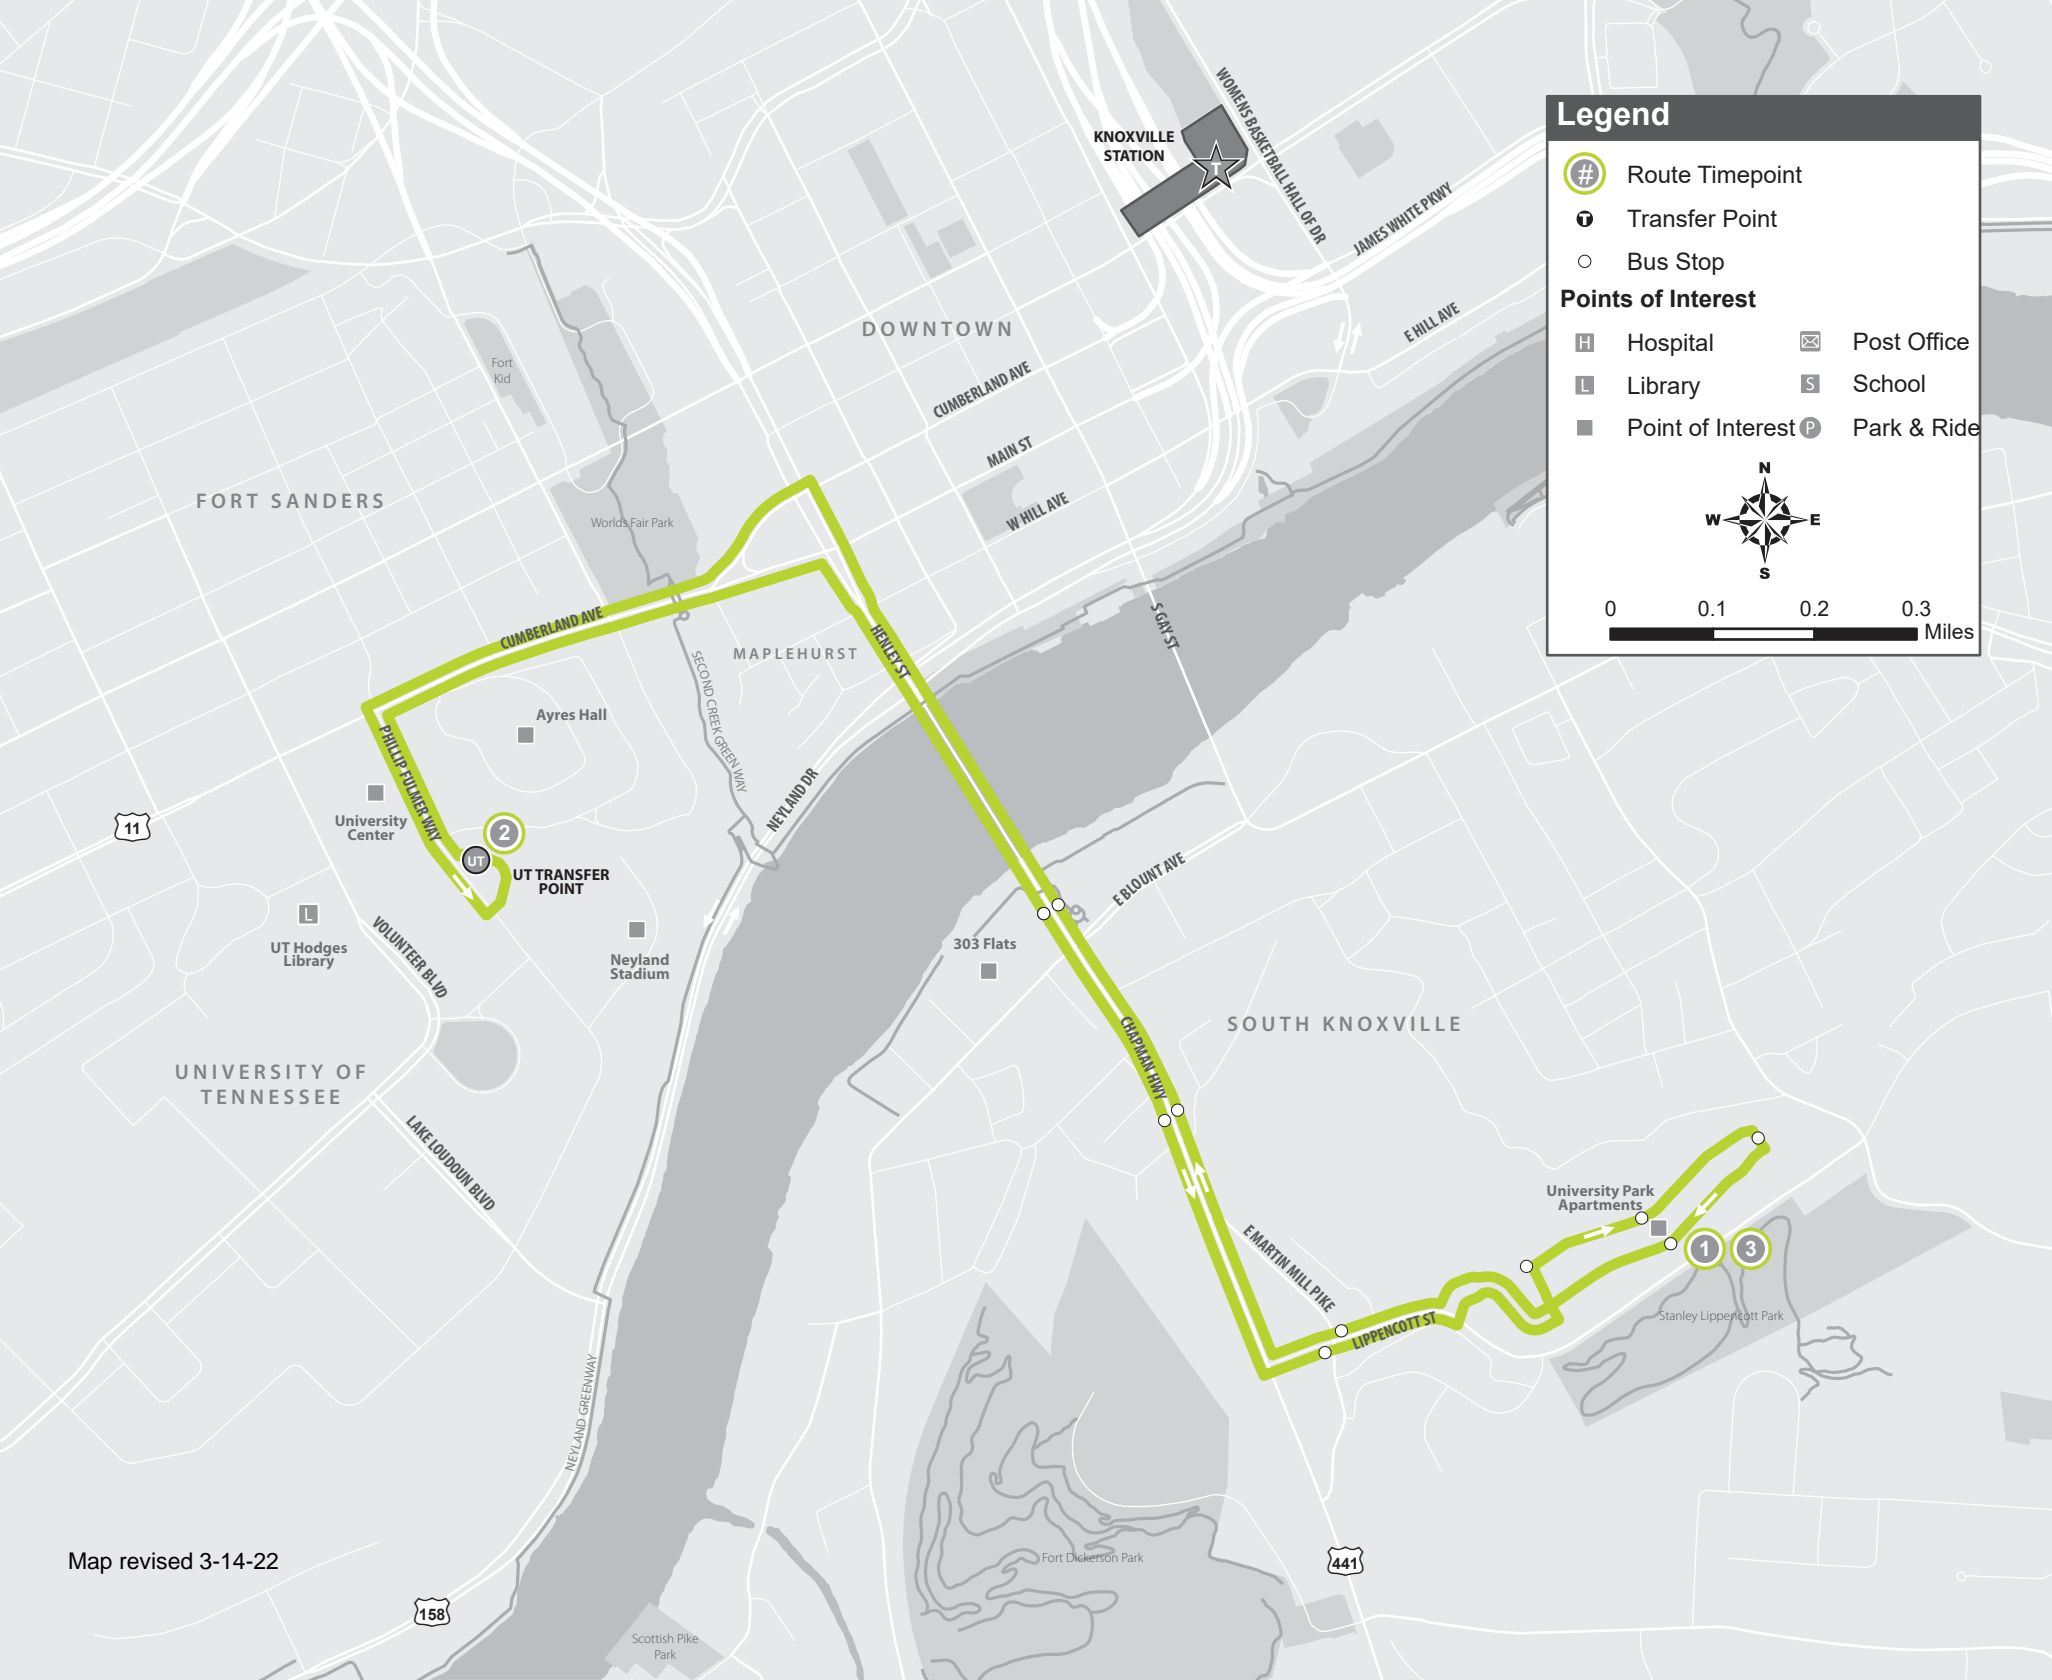 WOMENS BASKETBALL HALL OF DR
KNOXVILLE
STATION
T
JAMES WHITE PKWY
E HILL AVE
DOWNTOWN
CUMBERLAND AVE
MAIN ST
W HILL AVE
Fort
Kid
FORT SANDERS
Worlds Fair Park
CUMBERLAND AVE
MAPLEHURST
HENLEY ST
S GAY ST
SECOND CREEK GREEN WAY
Ayres Hall
PHILLIP FULMER WAY
NEYLAND DR
University
Center
11
2
UT
UT TRANSFER
POINT
E BLOUNT AVE
L
UT Hodges
Library
VOLUNTEER BLVD
Neyland
Stadium
303 Flats
SOUTH KNOXVILLE
CHAPMAN HWY
UNIVERSITY OF
TENNESSEE
LAKE LOUDOUN BLVD
University Park
Apartments
1
3
E MARTIN MILL PIKE
LIPPENCOTT ST
Stanley Lippencott Park
NEYLAND GREENWAY
Fort Dickerson Park
441
Map revised 3-14-22
158
Scottish Pike
Park
Legend
# Route Timepoint
T Transfer Point
Bus Stop
Points of Interest
H Hospital
Post Office
L Library
S School
Point of Interest
P Park & Ride
N
W E
S
0 0.1 0.2 0.3
Miles